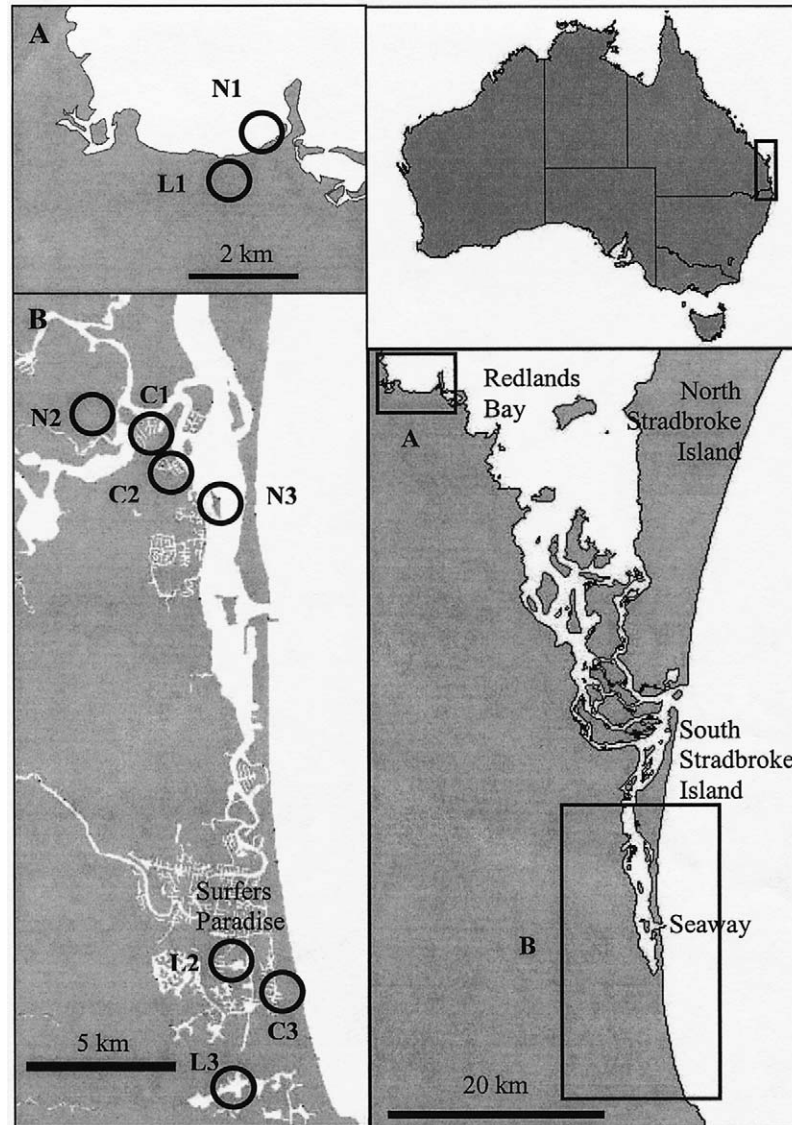 A
N1
L1
2 km
B
C1
N2
C2
N3
Surfers
Paradise
L2
C3
5 km
L3
Redlands
Bay
North
Stradbroke
Island
A
South
Stradbroke
Island
Seaway
B
20 km